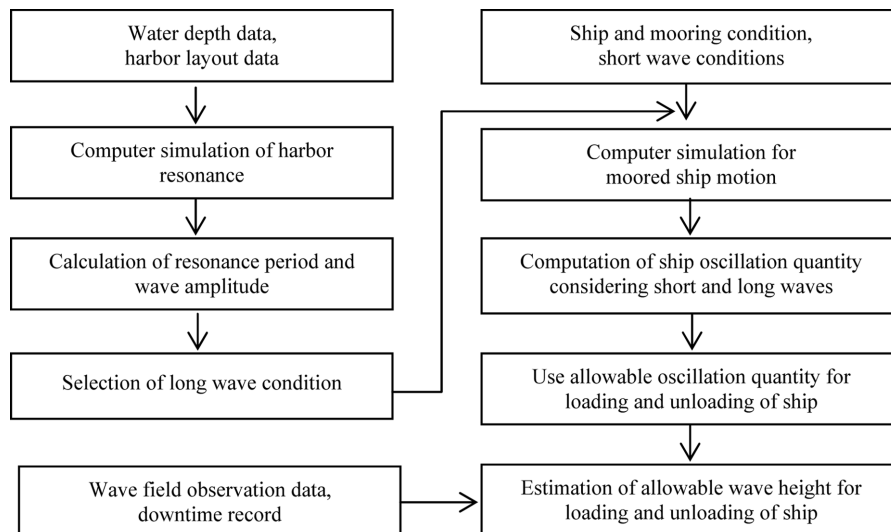 Water depth data,
harbor layout data
Computer simulation of harbor
resonance
Calculation of resonance period and
wave amplitude
Selection of long wave condition
Wave field observation data,
downtime record
Ship and mooring condition,
short wave conditions
Computer simulation for
moored ship motion
Computation of ship oscillation quantity
considering short and long waves
Use allowable oscillation quantity for
loading and unloading of ship
Estimation of allowable wave height for
loading and unloading of ship